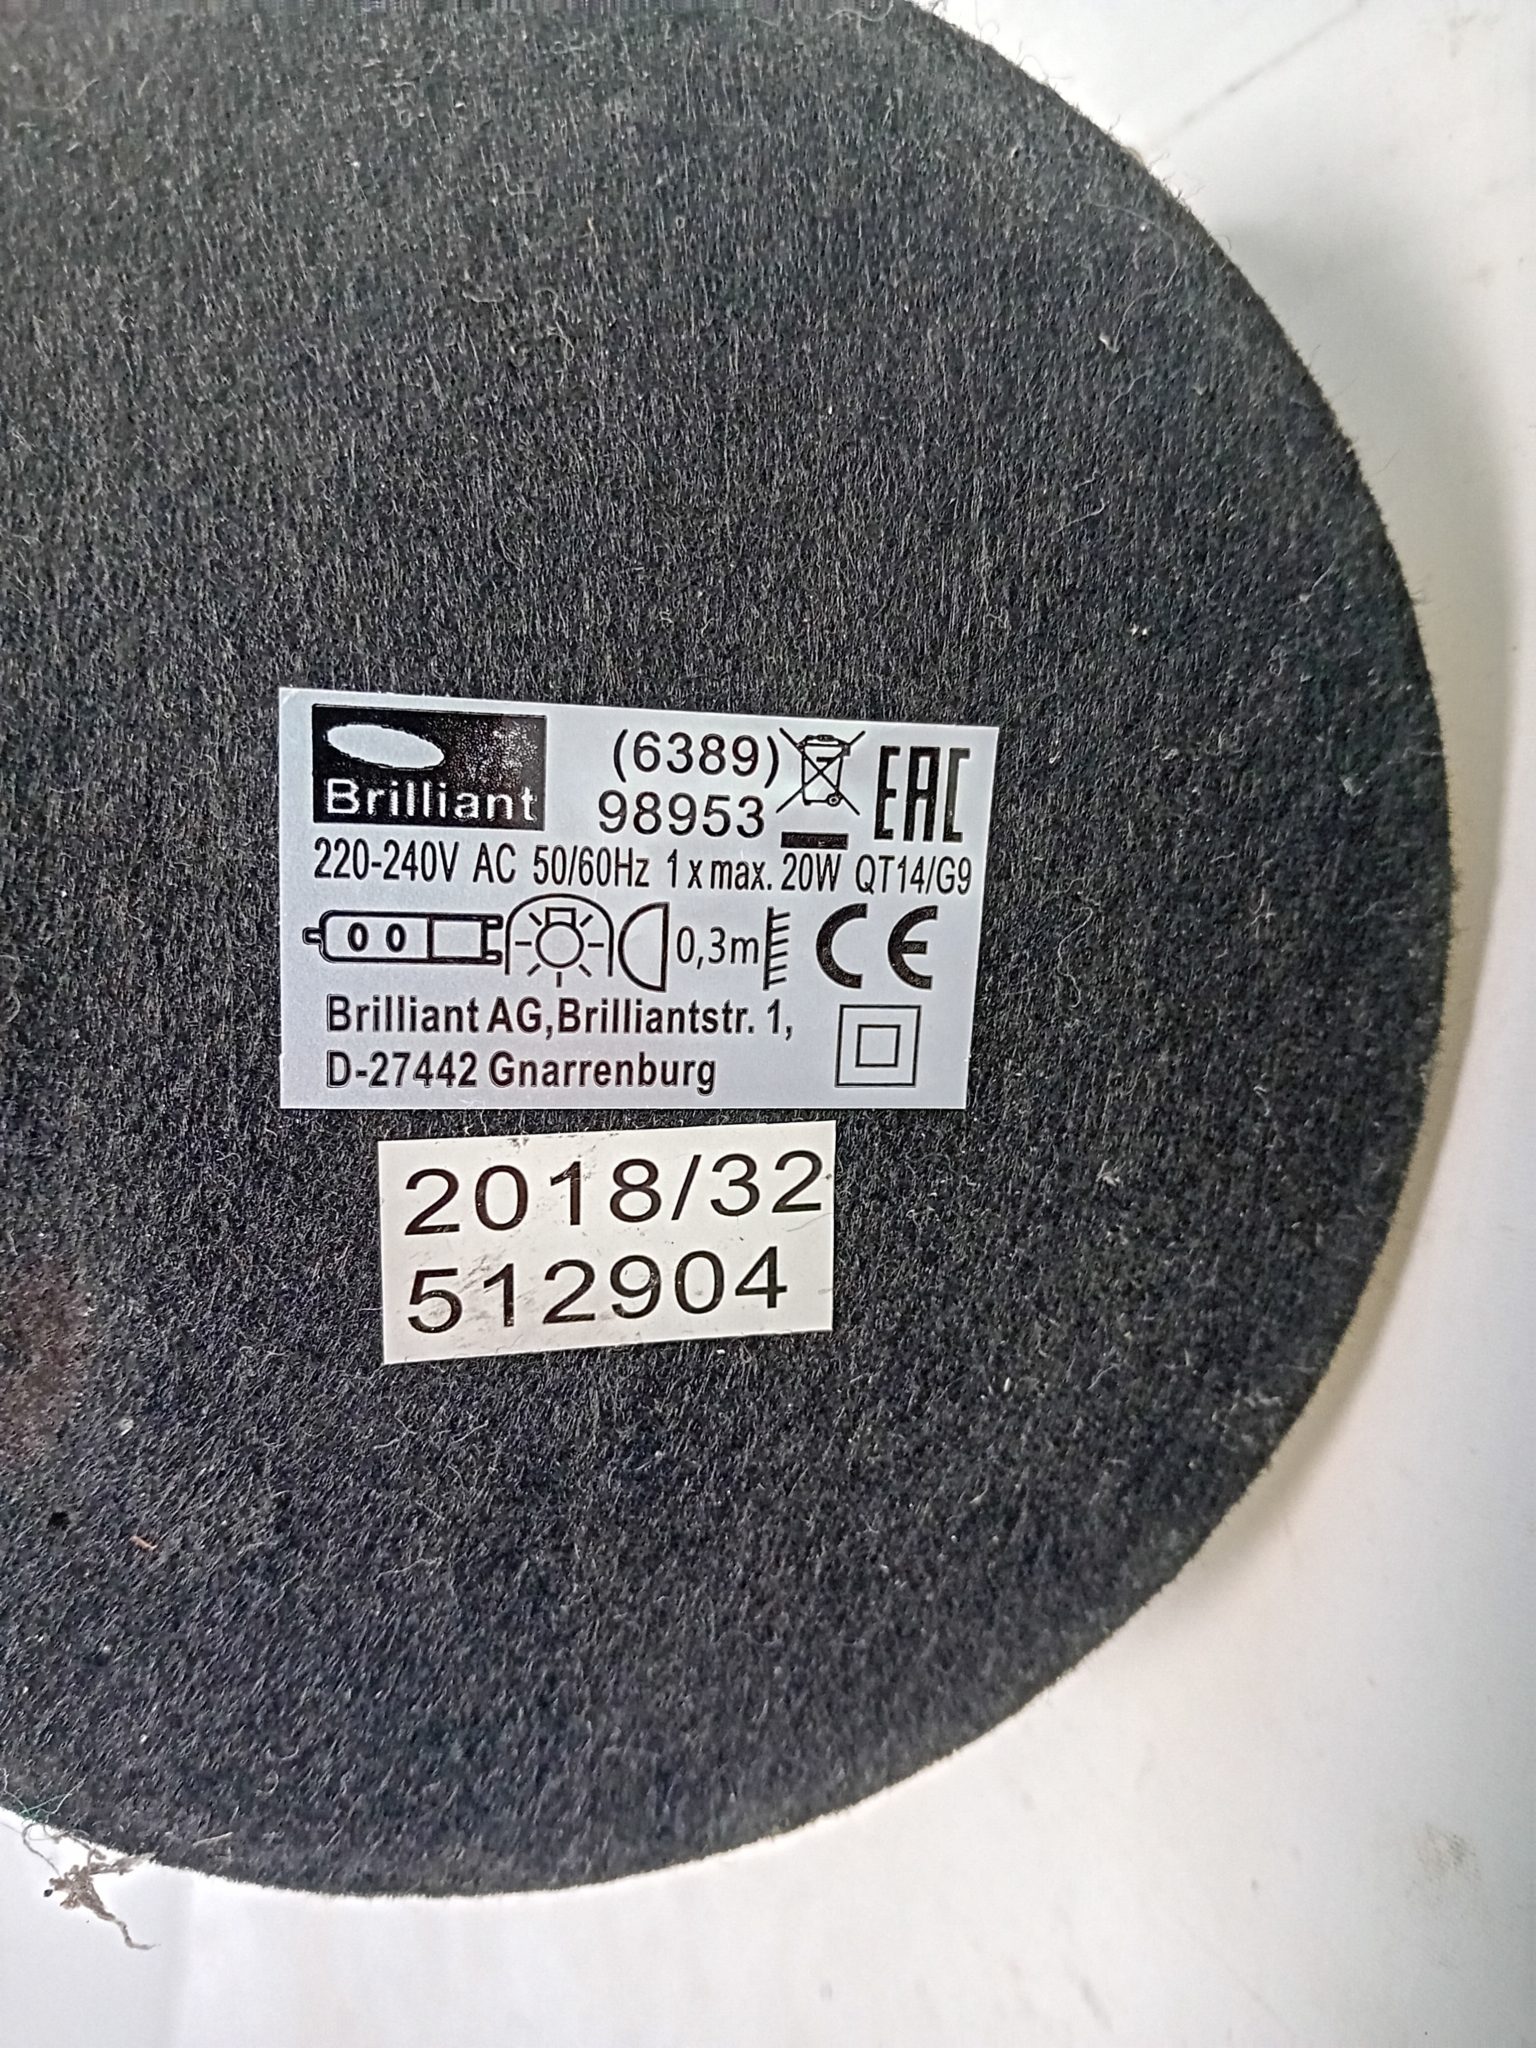 Brilliant
(6389)
98953
EAC
220-240V AC 50/60Hz 1 x max. 20W QT14/G9
0,3m
CE
Brilliant AG,Brilliantstr. 1,
D-27442 Gnarrenburg
2018/32
512904